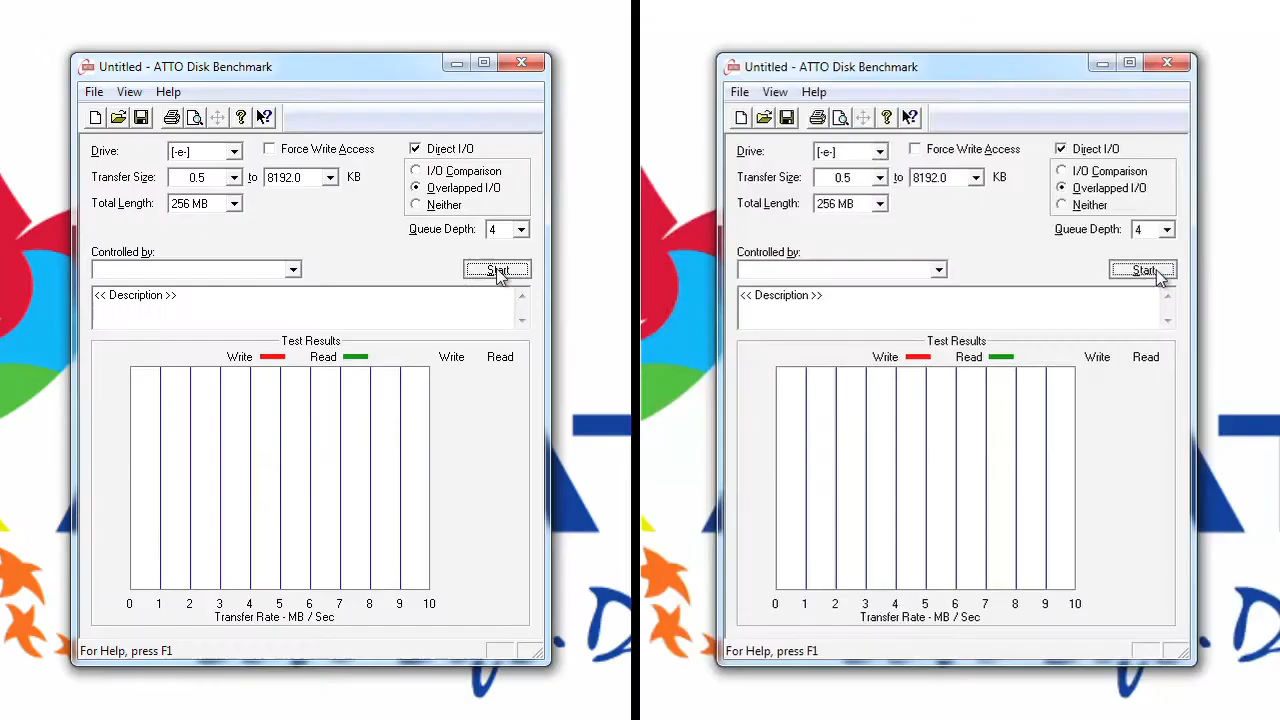 Untitled - ATTO Disk Benchmark
File View Help
Drive: [-e-] Force Write Access Direct I/O
I/O Comparison
Transfer Size: 0.5 to 8192.0 KB
Overlapped I/O
Total Length: 256 MB Neither
Queue Depth: 4
Controlled by:
Start
<< Description >>
Test Results
Write Read Write Read
0 1 2 3 4 5 6 7 8 9 10
Transfer Rate - MB / Sec
For Help, press F1
Untitled - ATTO Disk Benchmark
File View Help
Drive: [-e-] Force Write Access Direct I/O
I/O Comparison
Transfer Size: 0.5 to 8192.0 KB
Overlapped I/O
Total Length: 256 MB Neither
Queue Depth: 4
Controlled by:
Start
<< Description >>
Test Results
Write Read Write Read
0 1 2 3 4 5 6 7 8 9 10
Transfer Rate - MB / Sec
For Help, press F1